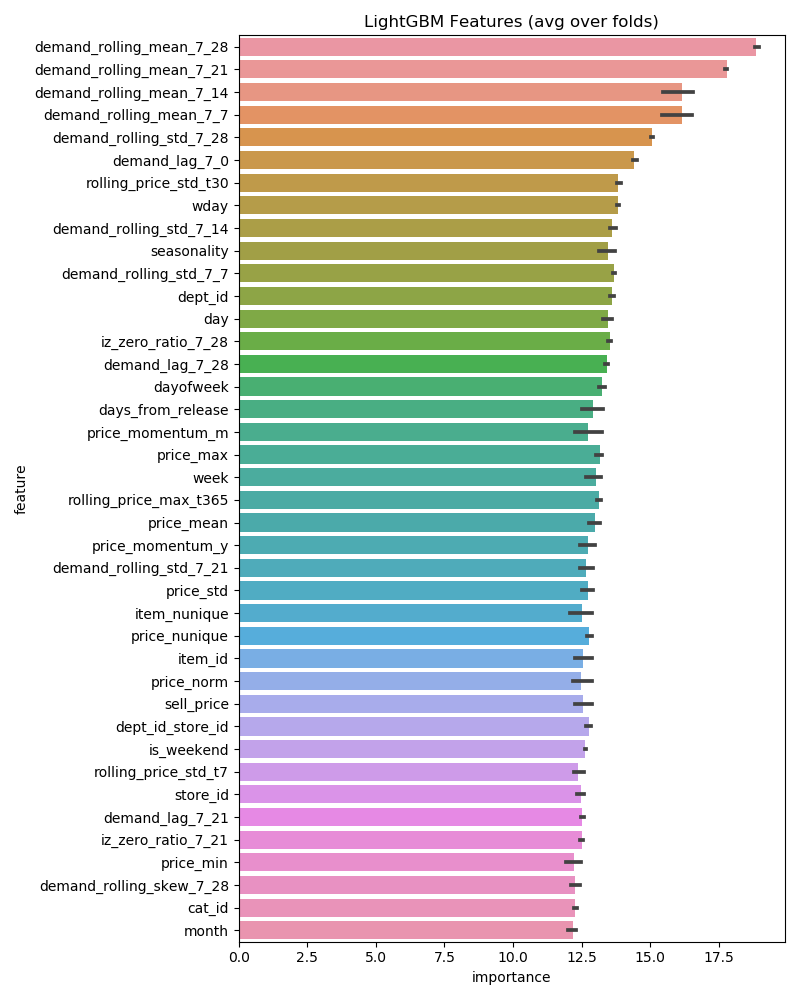 LightGBM Features (avg over folds)
demand_rolling_mean_7_28
demand_rolling_mean_7_21
demand_rolling_mean_7_14
demand_rolling_mean_7_7
demand_rolling_std_7_28
demand_lag_7_0
rolling_price_std_t30
wday
demand_rolling_std_7_14
seasonality
demand_rolling_std_7_7
dept_id
day
iz_zero_ratio_7_28
demand_lag_7_28
dayofweek
days_from_release
price_momentum_m
price_max
week
rolling_price_max_t365
price_mean
price_momentum_y
demand_rolling_std_7_21
price_std
item_nunique
price_nunique
item_id
price_norm
sell_price
dept_id_store_id
is_weekend
rolling_price_std_t7
store_id
demand_lag_7_21
iz_zero_ratio_7_21
price_min
demand_rolling_skew_7_28
cat_id
month
feature
0.0 2.5 5.0 7.5 10.0 12.5 15.0 17.5
importance